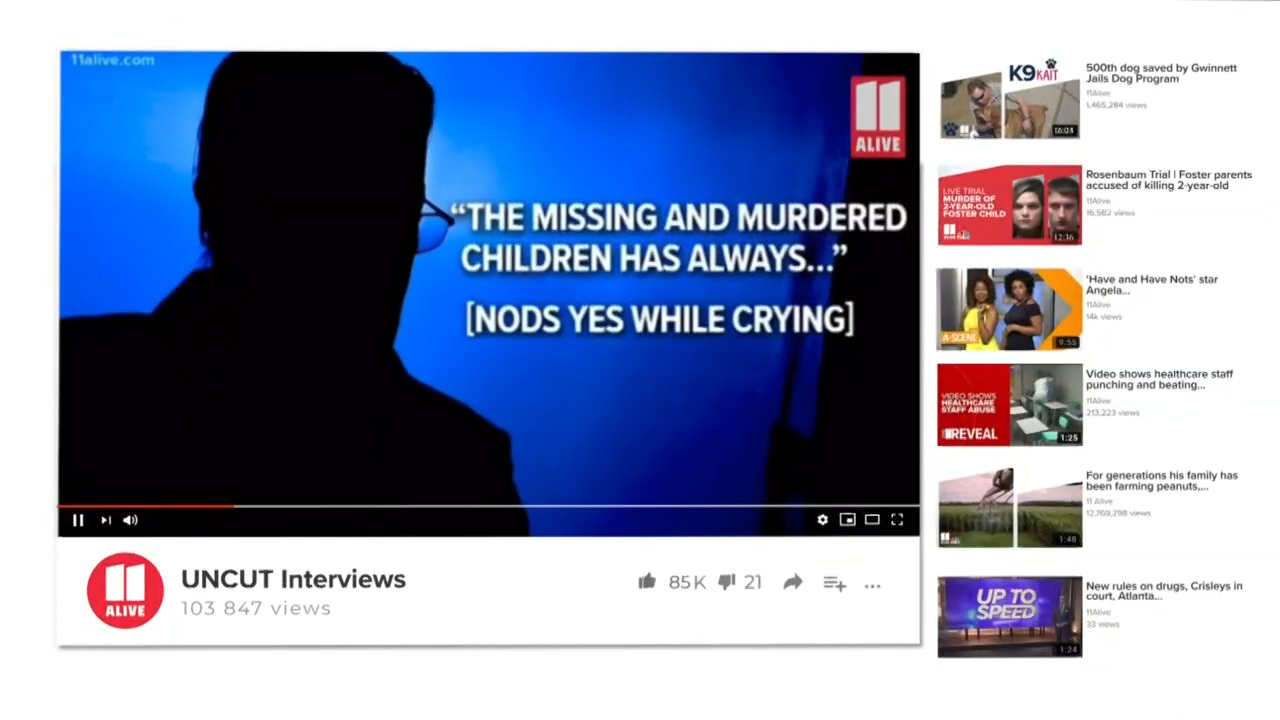 11alive.com
11
ALIVE
“THE MISSING AND MURDERED
CHILDREN HAS ALWAYS...”
[NODS YES WHILE CRYING]
11
ALIVE
UNCUT Interviews
103 847 views
85K
21
K9 KAIT
16:03
500th dog saved by Gwinnett
Jails Dog Program
11Alive
1,465,284 views
LIVE TRIAL
MURDER OF
2-YEAR-OLD
FOSTER CHILD
12:36
Rosenbaum Trial | Foster parents
accused of killing 2-year-old
11Alive
16,582 views
A-SCENE
9:55
'Have and Have Nots' star
Angela...
11Alive
14k views
VIDEO SHOWS
HEALTHCARE
STAFF ABUSE
REVEAL
1:25
Video shows healthcare staff
punching and beating...
11Alive
213,223 views
1:48
For generations his family has
been farming peanuts,...
11 Alive
12,769,298 views
UP TO
SPEED
1:24
New rules on drugs, Crisleys in
court, Atlanta...
11Alive
33 views